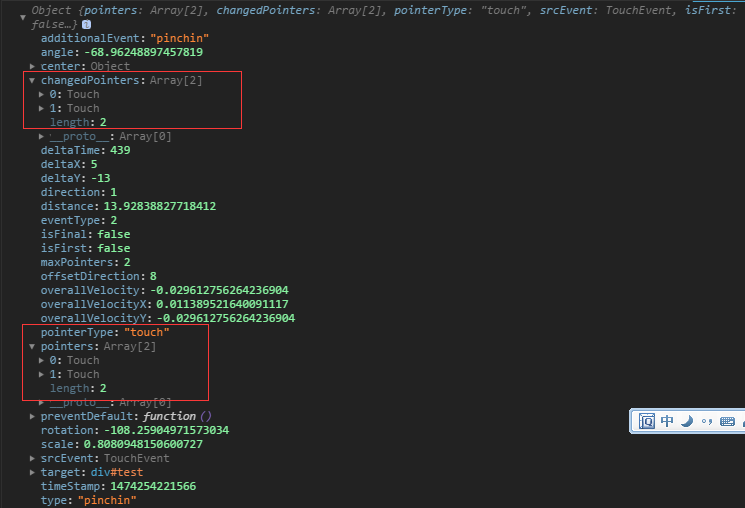 Object {pointers: Array[2], changedPointers: Array[2], pointerType: "touch", srcEvent: TouchEvent, isFirst:
false…} i
additionalEvent: "pinchin"
angle: -68.96248897457819
center: Object
changedPointers: Array[2]
0: Touch
1: Touch
length: 2
__proto__: Array[0]
deltaTime: 439
deltaX: 5
deltaY: -13
direction: 1
distance: 13.92838827718412
eventType: 2
isFinal: false
isFirst: false
maxPointers: 2
offsetDirection: 8
overallVelocity: -0.029612756264236904
overallVelocityX: 0.011389521640091117
overallVelocityY: -0.029612756264236904
pointerType: "touch"
pointers: Array[2]
0: Touch
1: Touch
length: 2
__proto__: Array[0]
preventDefault: function ()
rotation: -108.25904971573034
scale: 0.8080948150600727
srcEvent: TouchEvent
target: div#test
timeStamp: 1474254221566
type: "pinchin"
中